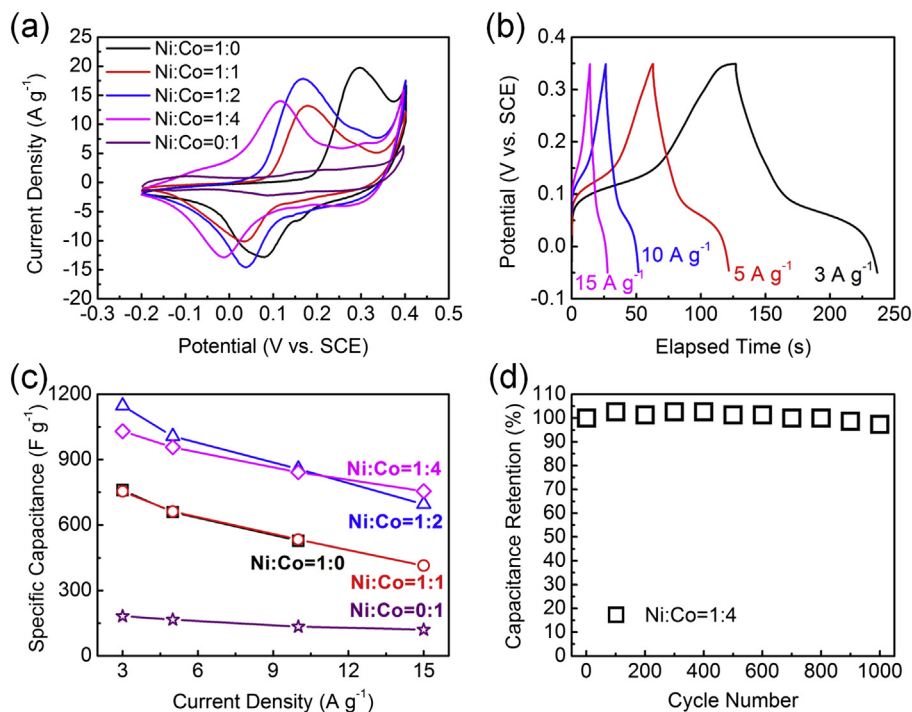 (a)
25
20
15
10
5
0
-5
-10
-15
-20
Current Density (A g⁻¹)
Ni:Co=1:0
Ni:Co=1:1
Ni:Co=1:2
Ni:Co=1:4
Ni:Co=0:1
-0.3 -0.2 -0.1 0.0 0.1 0.2 0.3 0.4 0.5
Potential (V vs. SCE)
(b)
0.4
0.3
0.2
0.1
0.0
-0.1
Potential (V vs. SCE)
15 A g⁻¹
10 A g⁻¹
5 A g⁻¹
3 A g⁻¹
0 50 100 150 200 250
Elapsed Time (s)
(c)
1200
900
600
300
0
Specific Capacitance (F g⁻¹)
Ni:Co=1:4
Ni:Co=1:2
Ni:Co=1:0
Ni:Co=1:1
Ni:Co=0:1
3 6 9 12 15
Current Density (A g⁻¹)
(d)
110
100
90
80
70
60
50
40
30
20
10
0
Capacitance Retention (%)
Ni:Co=1:4
0 200 400 600 800 1000
Cycle Number